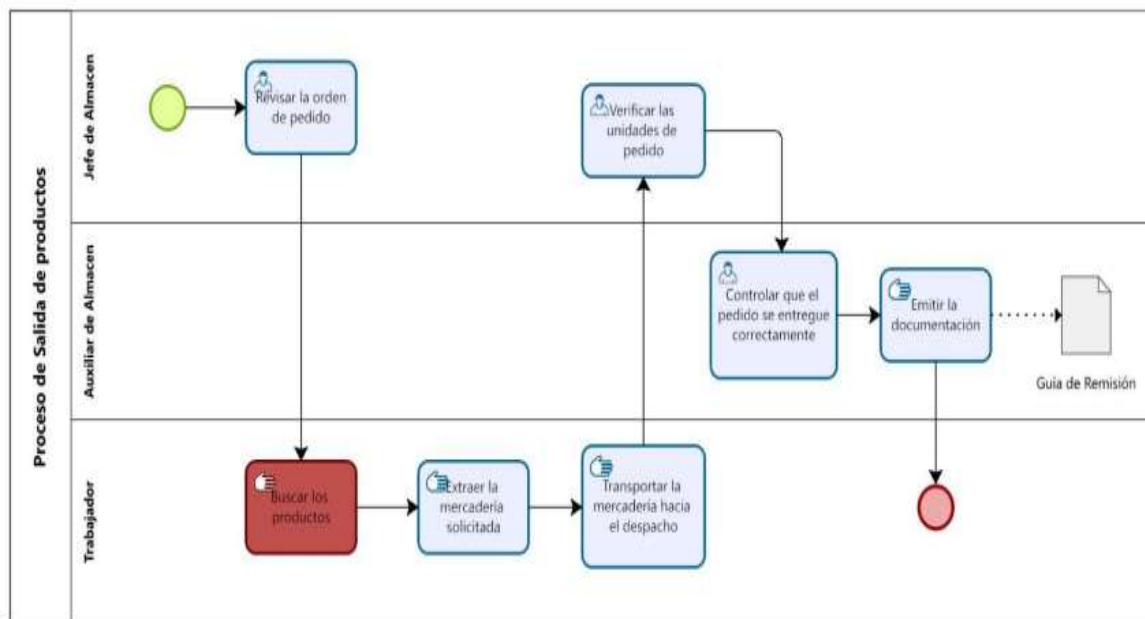 Proceso de Salida de productos
Jefe de Almacen
Revisar la orden
de pedido
Verificar las
unidades de
pedido
Auxiliar de Almacen
Controlar que el
pedido se entregue
correctamente
Emitir la
documentación
Guia de Remisión
Trabajador
Buscar los
productos
Extraer la
mercadería
solicitada
Transportar la
mercadería hacia
el despacho